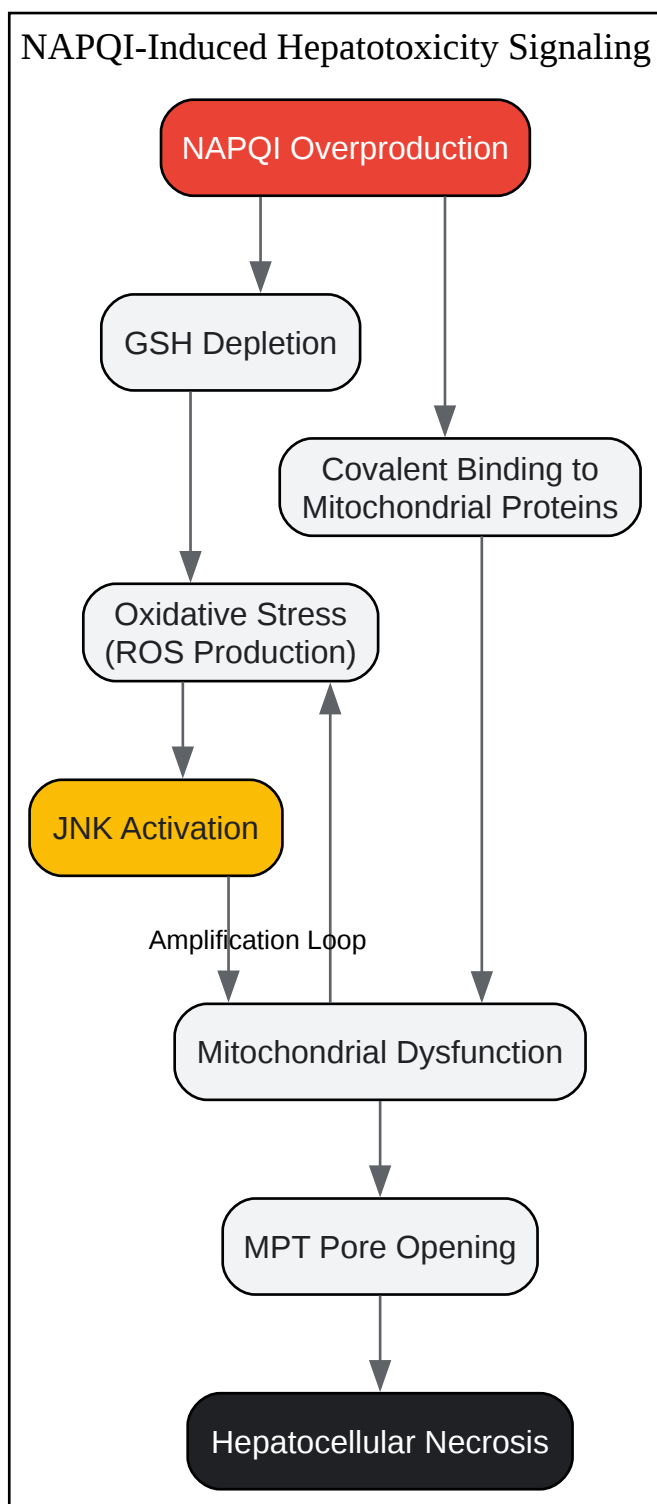 NAPQI-Induced Hepatotoxicity Signaling
NAPQI Overproduction
GSH Depletion
Covalent Binding to
Mitochondrial Proteins
Oxidative Stress
(ROS Production)
JNK Activation
Amplification Loop
Mitochondrial Dysfunction
MPT Pore Opening
Hepatocellular Necrosis